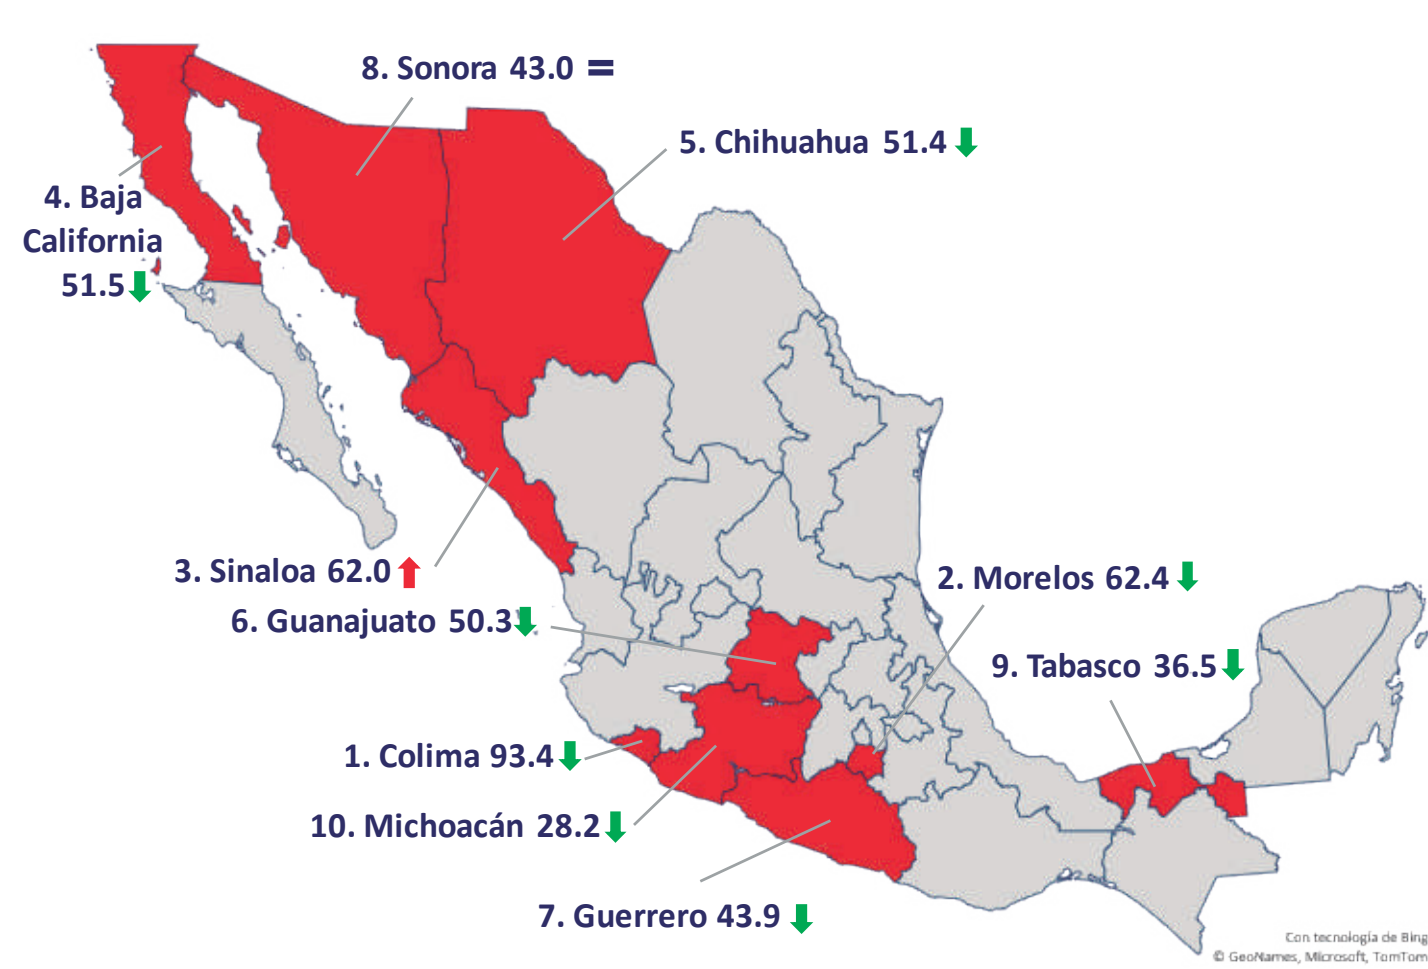 8. Sonora 43.0 =
5. Chihuahua 51.4
4. Baja
California
51.5
3. Sinaloa 62.0
6. Guanajuato 50.3
2. Morelos 62.4
9. Tabasco 36.5
1. Colima 93.4
10. Michoacán 28.2
7. Guerrero 43.9
Con tecnología de Bing
© GeoNames, Microsoft, TomTom